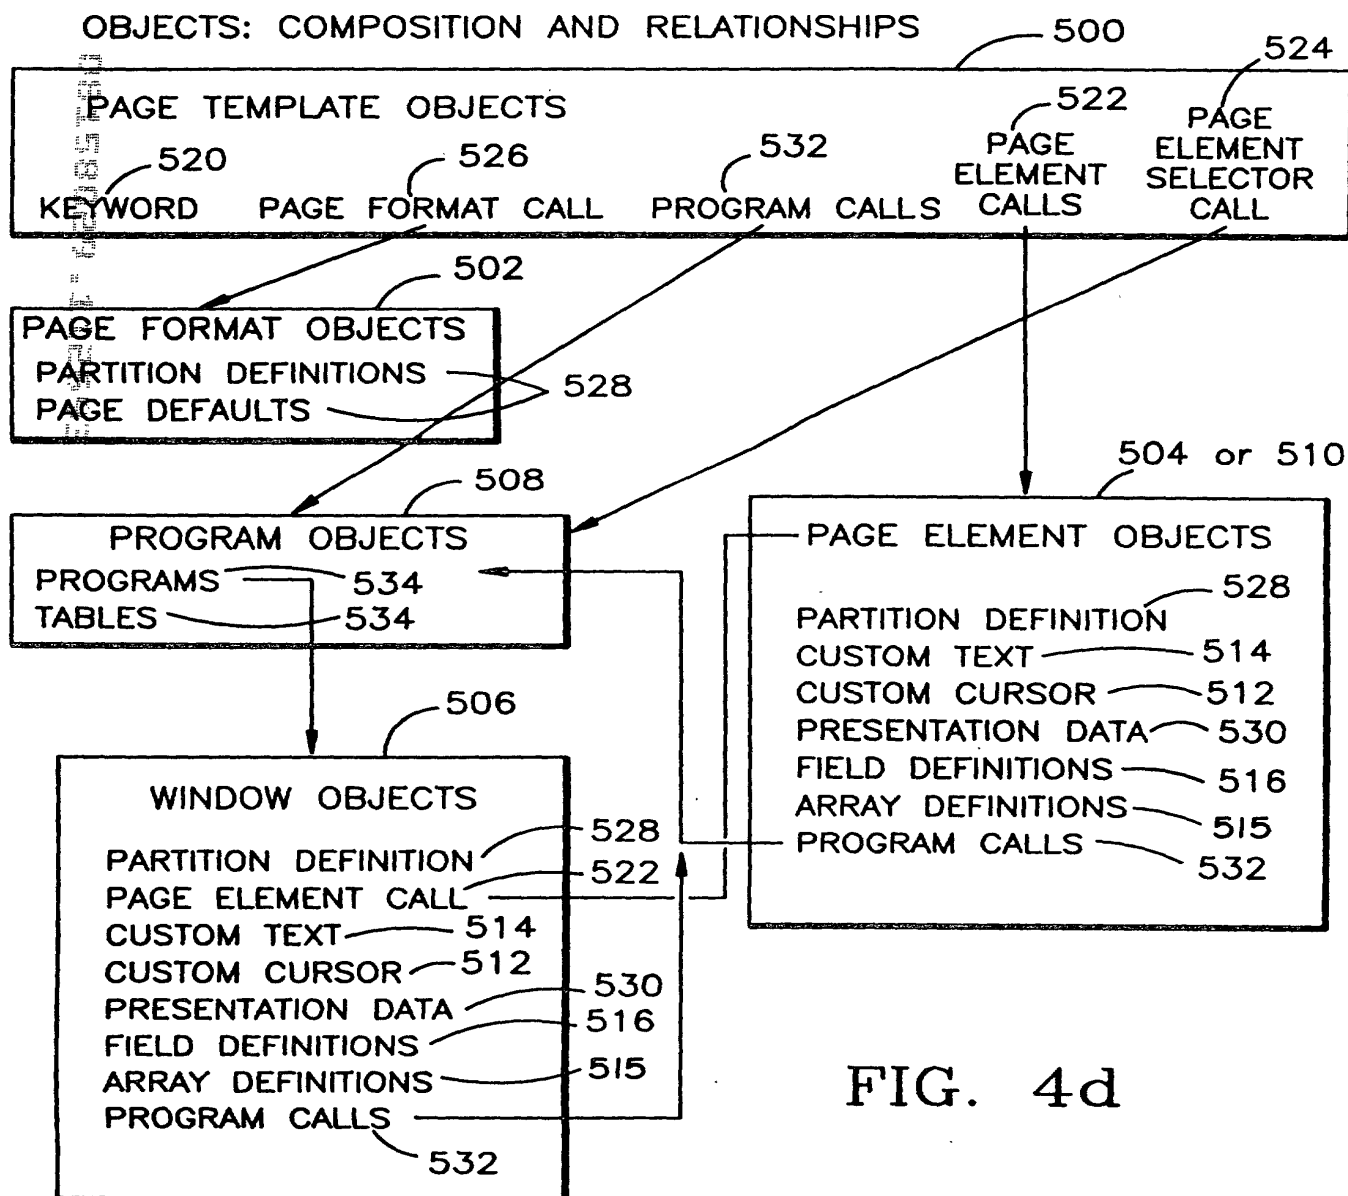 OBJECTS: COMPOSITION AND RELATIONSHIPS
500
524
PAGE TEMPLATE OBJECTS
522
PAGE
ELEMENT
SELECTOR
CALL
520
526
532
PAGE
ELEMENT
CALLS
KEYWORD
PAGE FORMAT CALL
PROGRAM CALLS
502
PAGE FORMAT OBJECTS
PARTITION DEFINITIONS
PAGE DEFAULTS
528
504 or 510
508
PROGRAM OBJECTS
PROGRAMS 534
TABLES 534
PAGE ELEMENT OBJECTS
528
PARTITION DEFINITION
CUSTOM TEXT 514
CUSTOM CURSOR 512
PRESENTATION DATA 530
FIELD DEFINITIONS 516
ARRAY DEFINITIONS 515
PROGRAM CALLS 532
506
WINDOW OBJECTS
PARTITION DEFINITION 528
PAGE ELEMENT CALL 522
CUSTOM TEXT 514
CUSTOM CURSOR 512
PRESENTATION DATA 530
FIELD DEFINITIONS 516
ARRAY DEFINITIONS 515
PROGRAM CALLS
532
FIG. 4d